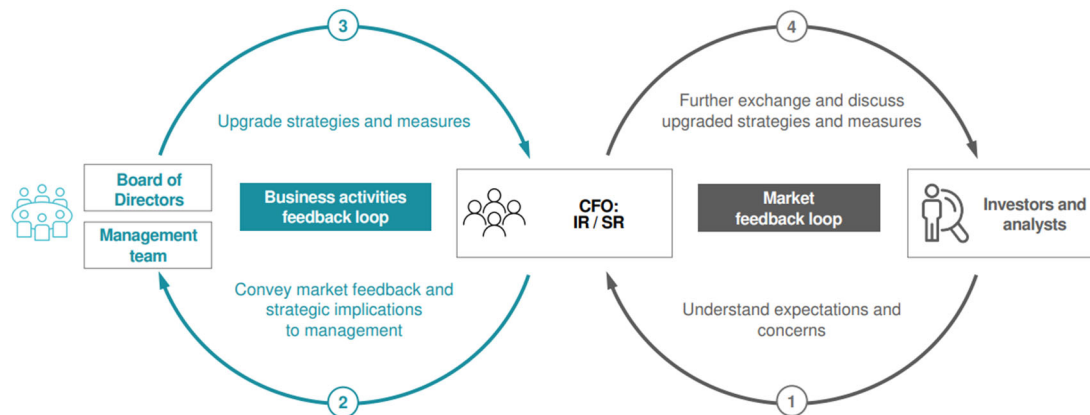 3
4
Upgrade strategies and measures
Further exchange and discuss
upgraded strategies and measures
Board of
Directors
Management
team
Business activities
feedback loop
CFO:
IR / SR
Market
feedback loop
Investors and
analysts
Convey market feedback and
strategic implications
to management
Understand expectations and
concerns
2
1